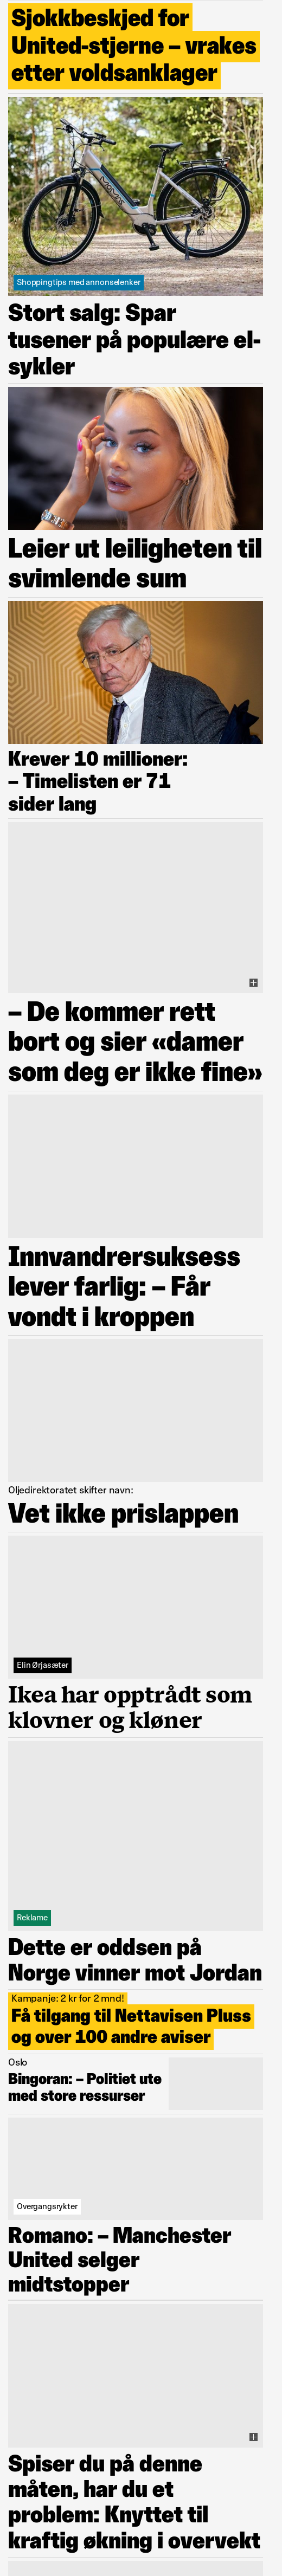 Sjokkbeskjed for
United-stjerne – vrakes
etter voldsanklager
Shoppingtips med annonselenker
Stort salg: Spar
tusener på populære el-
sykler
Leier ut leiligheten til
svimlende sum
Krever 10 millioner:
– Timelisten er 71
sider lang
– De kommer rett
bort og sier «damer
som deg er ikke fine»
Innvandrersuksess
lever farlig: – Får
vondt i kroppen
Oljedirektoratet skifter navn:
Vet ikke prislappen
Elin Ørjasæter
Ikea har opptrådt som
klovner og kløner
Reklame
Dette er oddsen på
Norge vinner mot Jordan
Kampanje: 2 kr for 2 mnd!
Få tilgang til Nettavisen Pluss
og over 100 andre aviser
Oslo
Bingoran: – Politiet ute
med store ressurser
Overgangsrykter
Romano: – Manchester
United selger
midtstopper
Spiser du på denne
måten, har du et
problem: Knyttet til
kraftig økning i overvekt